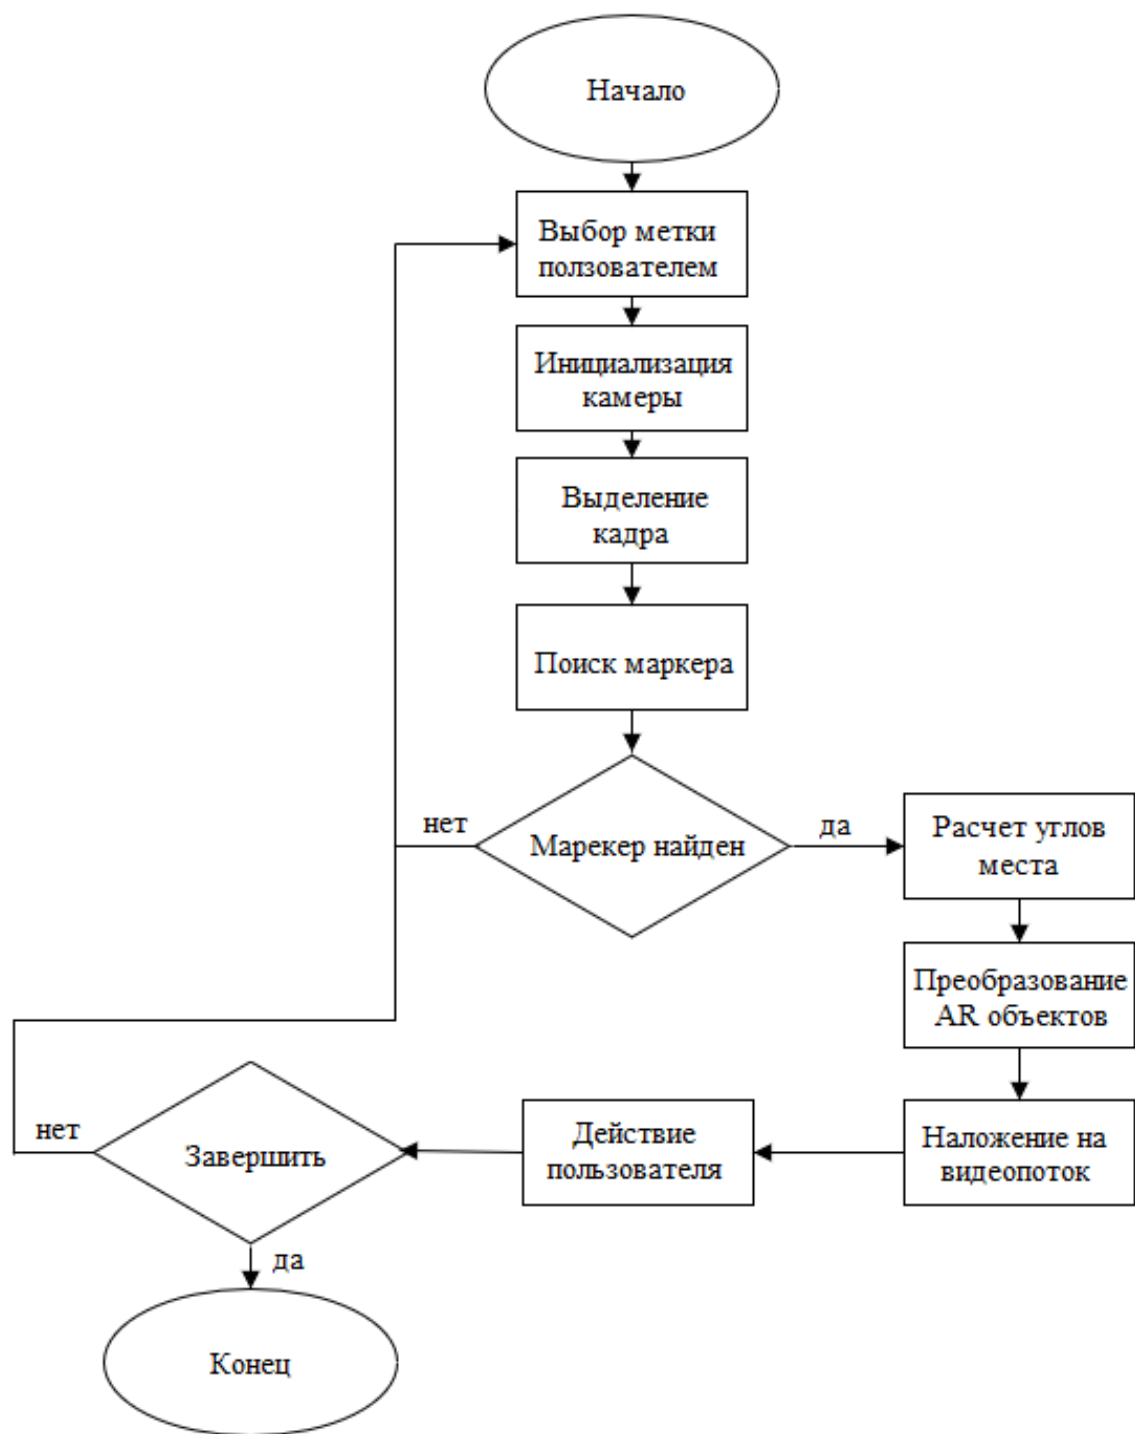 Начало
Выбор метки
ползователем
Инициализация
камеры
Выделение
кадра
Поиск маркера
нет
Марекер найден
да
Расчет углов
места
Преобразование
AR объектов
Наложение на
видеопоток
Действие
пользователя
Завершить
нет
да
Конец